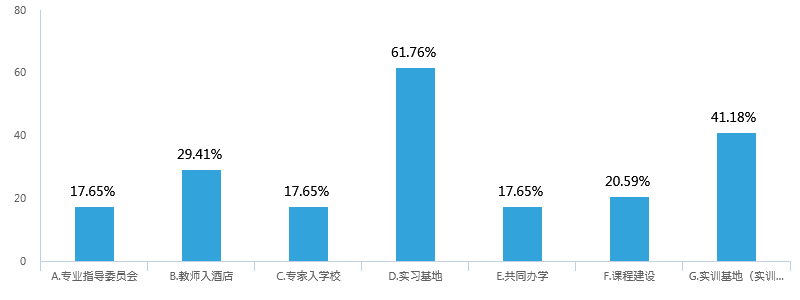 80
60
40
20
0
17.65%
29.41%
17.65%
61.76%
17.65%
20.59%
41.18%
A.专业指导委员会
B.教师入酒店
C.专家入学校
D.实习基地
E.共同办学
F.课程建设
G.实训基地（实训...